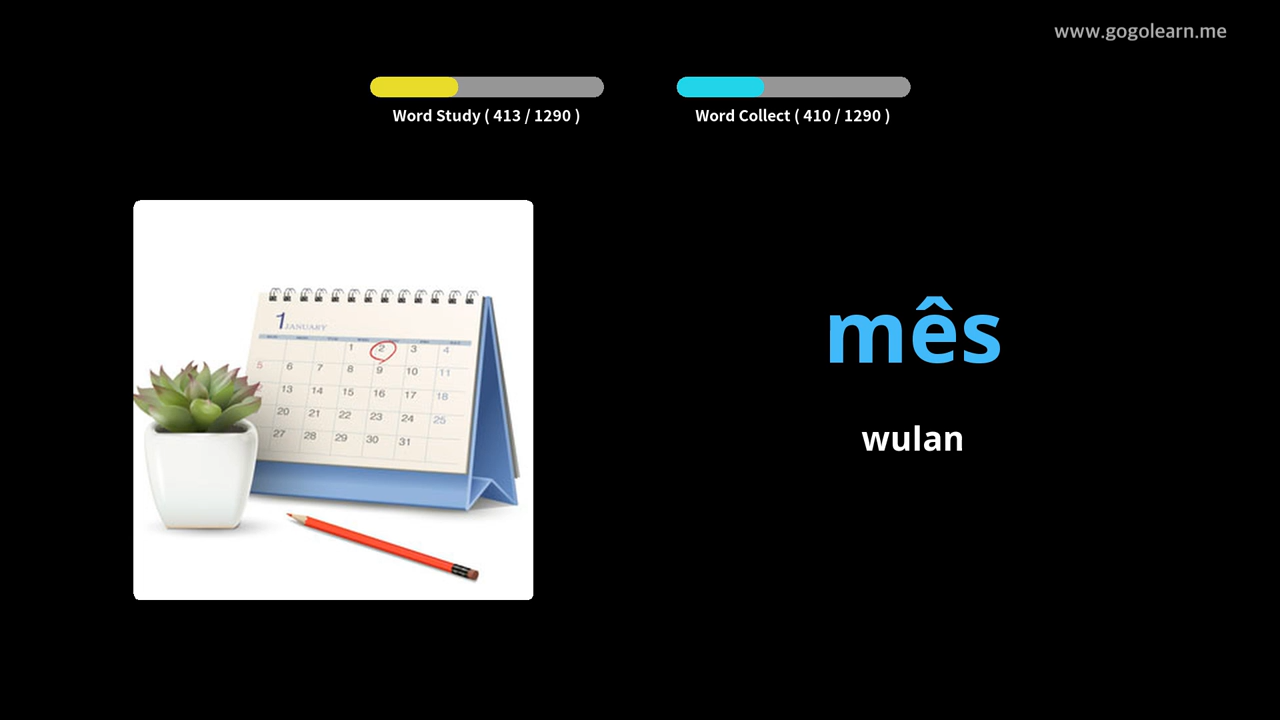 www.gogolearn.me
Word Study ( 413 / 1290 )
Word Collect ( 410 / 1290 )
1 JANUARY
1 2 3 4
5 6 7 8 9 10 11
13 14 15 16 17 18
20 21 22 23 24 25
27 28 29 30 31
mês
wulan